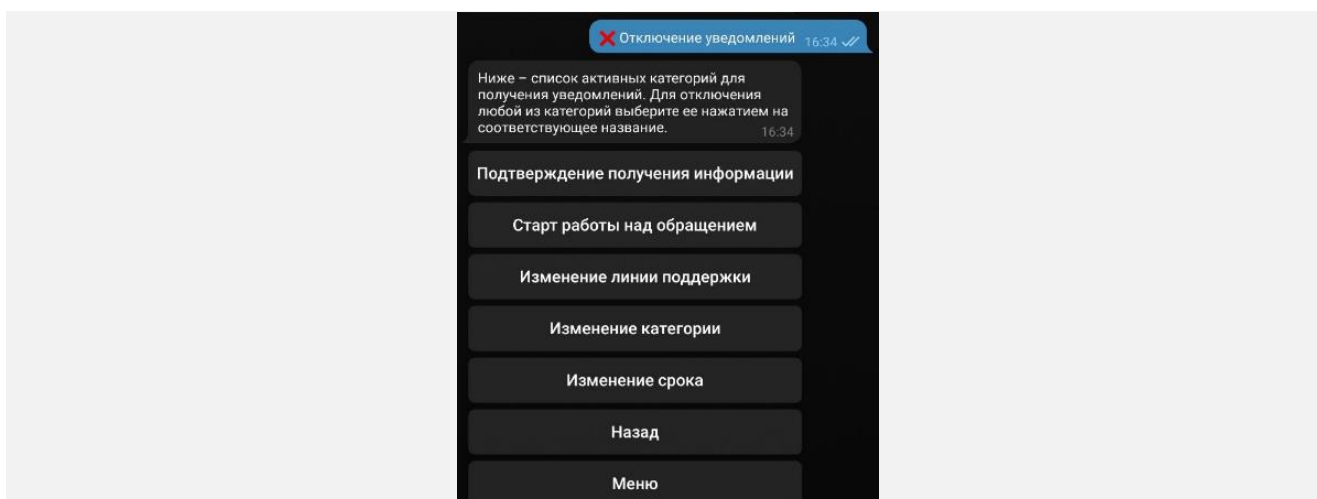 ❌ Отключение уведомлений 16:34
Ниже – список активных категорий для
получения уведомлений. Для отключения
любой из категорий выберите ее нажатием на
соответствующее название. 16:34
Подтверждение получения информации
Старт работы над обращением
Изменение линии поддержки
Изменение категории
Изменение срока
Назад
Меню